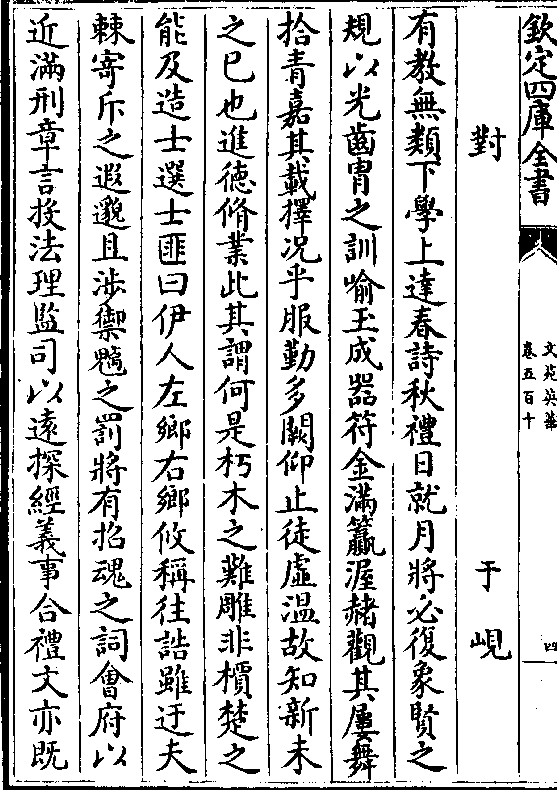 欽定四庫全書
文苑英華
卷五百十
四
對　于峴
有教無類下學上達春詩秋禮日就月將必復象賢之
規以光齒胄之訓喻玉成器符金滿籯渥赭觀其屢舞
拾青嘉其載擇况乎服勤多闕仰止徒虛温故知新未
之已也進德脩業此其謂何是朽木之難雕非檟楚之
能及造士選士匪曰伊人左鄉右鄉攸稱往誥雖迂夫
棘寄斥之遐邈且涉禦魑之罰將有招魂之詞會府以
近滿刑章言投法理監司以遠探經義事合禮文亦既